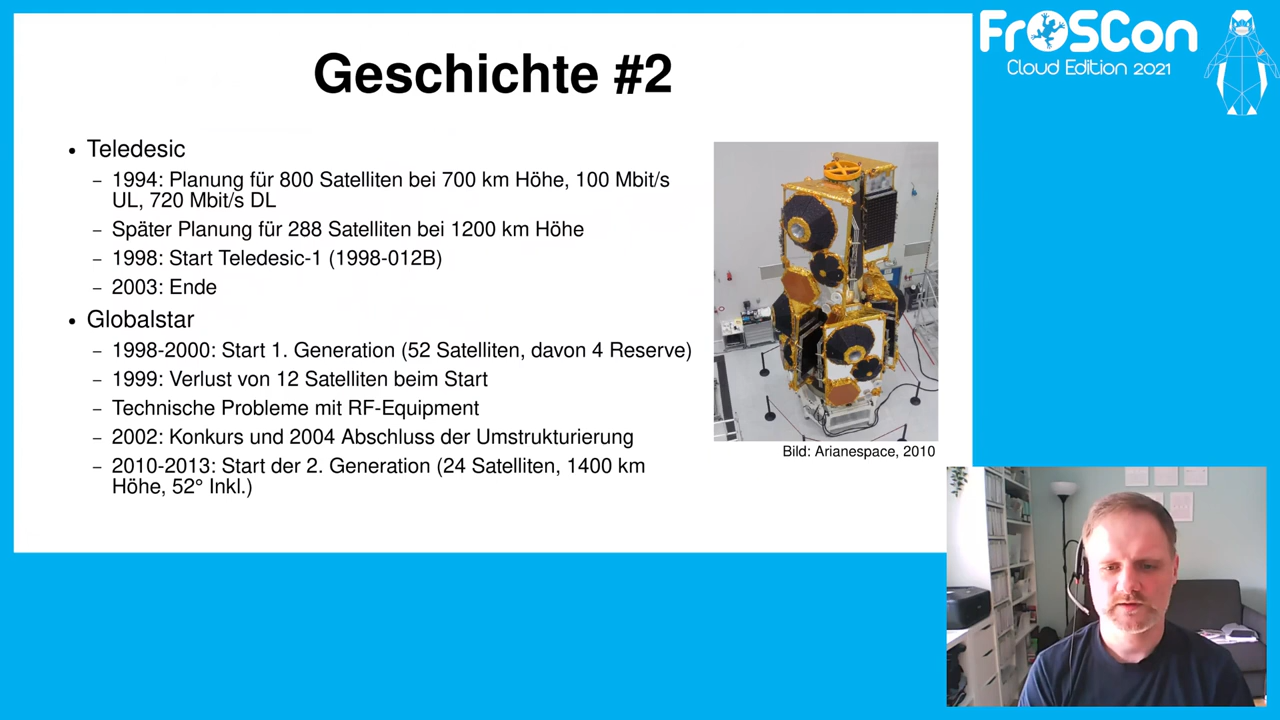 FrOSCon
Cloud Edition 2021
Geschichte #2
• Teledesic
– 1994: Planung für 800 Satelliten bei 700 km Höhe, 100 Mbit/s
UL, 720 Mbit/s DL
– Später Planung für 288 Satelliten bei 1200 km Höhe
– 1998: Start Teledesic-1 (1998-012B)
– 2003: Ende
• Globalstar
– 1998-2000: Start 1. Generation (52 Satelliten, davon 4 Reserve)
– 1999: Verlust von 12 Satelliten beim Start
– Technische Probleme mit RF-Equipment
– 2002: Konkurs und 2004 Abschluss der Umstrukturierung
– 2010-2013: Start der 2. Generation (24 Satelliten, 1400 km
Höhe, 52° Inkl.)
Bild: Arianespace, 2010